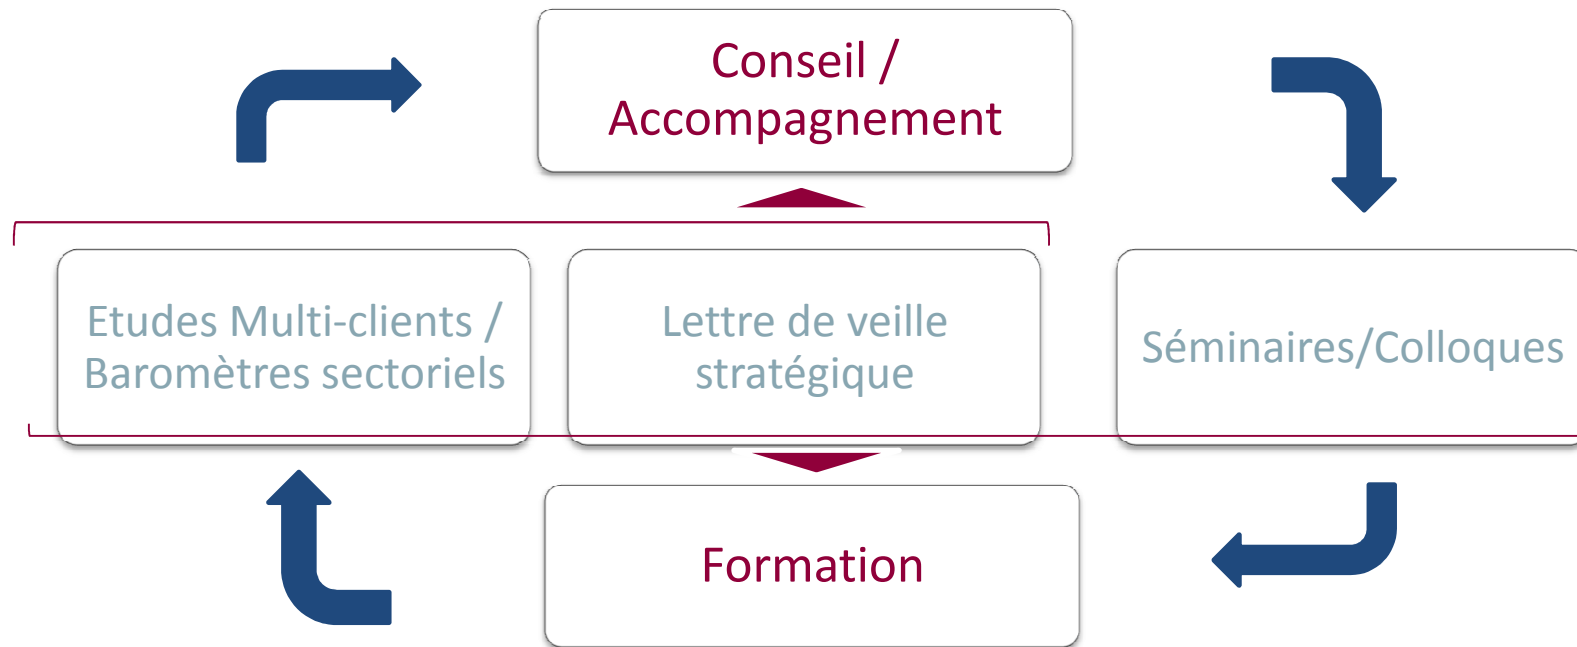 Conseil /
Accompagnement
Etudes Multi-clients /
Baromètres sectoriels
Lettre de veille
stratégique
Séminaires/Colloques
Formation